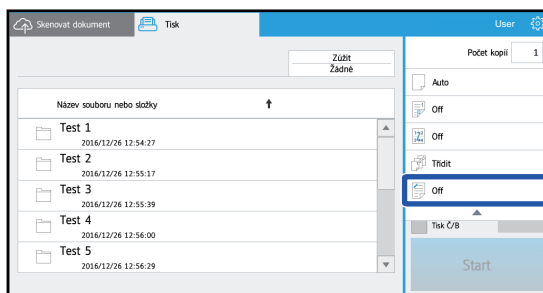 Skenovat dokument
Tisk
User
Zúžit
Žádné
Počet kopií 1
Název souboru nebo složky
Test 1
2016/12/26 12:54:27
Test 2
2016/12/26 12:55:17
Test 3
2016/12/26 12:55:39
Test 4
2016/12/26 12:56:00
Test 5
2016/12/26 12:56:29
Auto
Off
Off
Třídit
Off
Tisk Č/B
Start